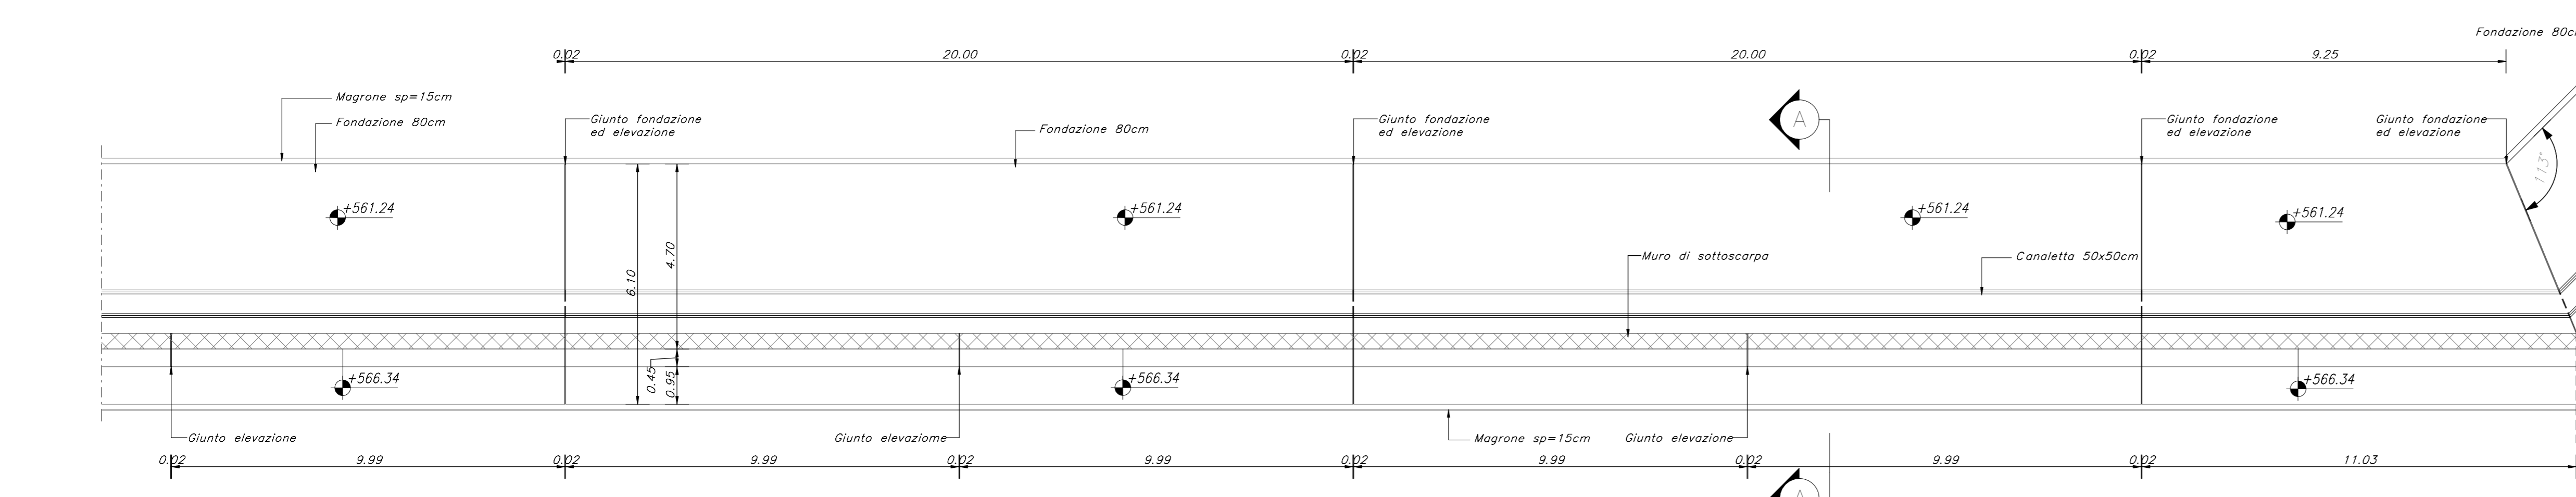 Fondazione 80c
0.02
20.00
0.02
20.00
0.02
9.25
Magrone sp=15cm
Fondazione 80cm
Giunto fondazione
ed elevazione
Fondazione 80cm
Giunto fondazione
ed elevazione
A
Giunto fondazione
ed elevazione
Giunto fondazione
ed elevazione
113°
+561.24
+561.24
+561.24
+561.24
6.10
4.70
Muro di sottoscarpa
Canaletta 50x50cm
0.45
0.95
+566.34
+566.34
+566.34
Giunto elevazione
Giunto elevaziome
Magrone sp=15cm
Giunto elevazione
0.02
9.99
0.02
9.99
0.02
9.99
0.02
9.99
0.02
9.99
0.02
11.03
A